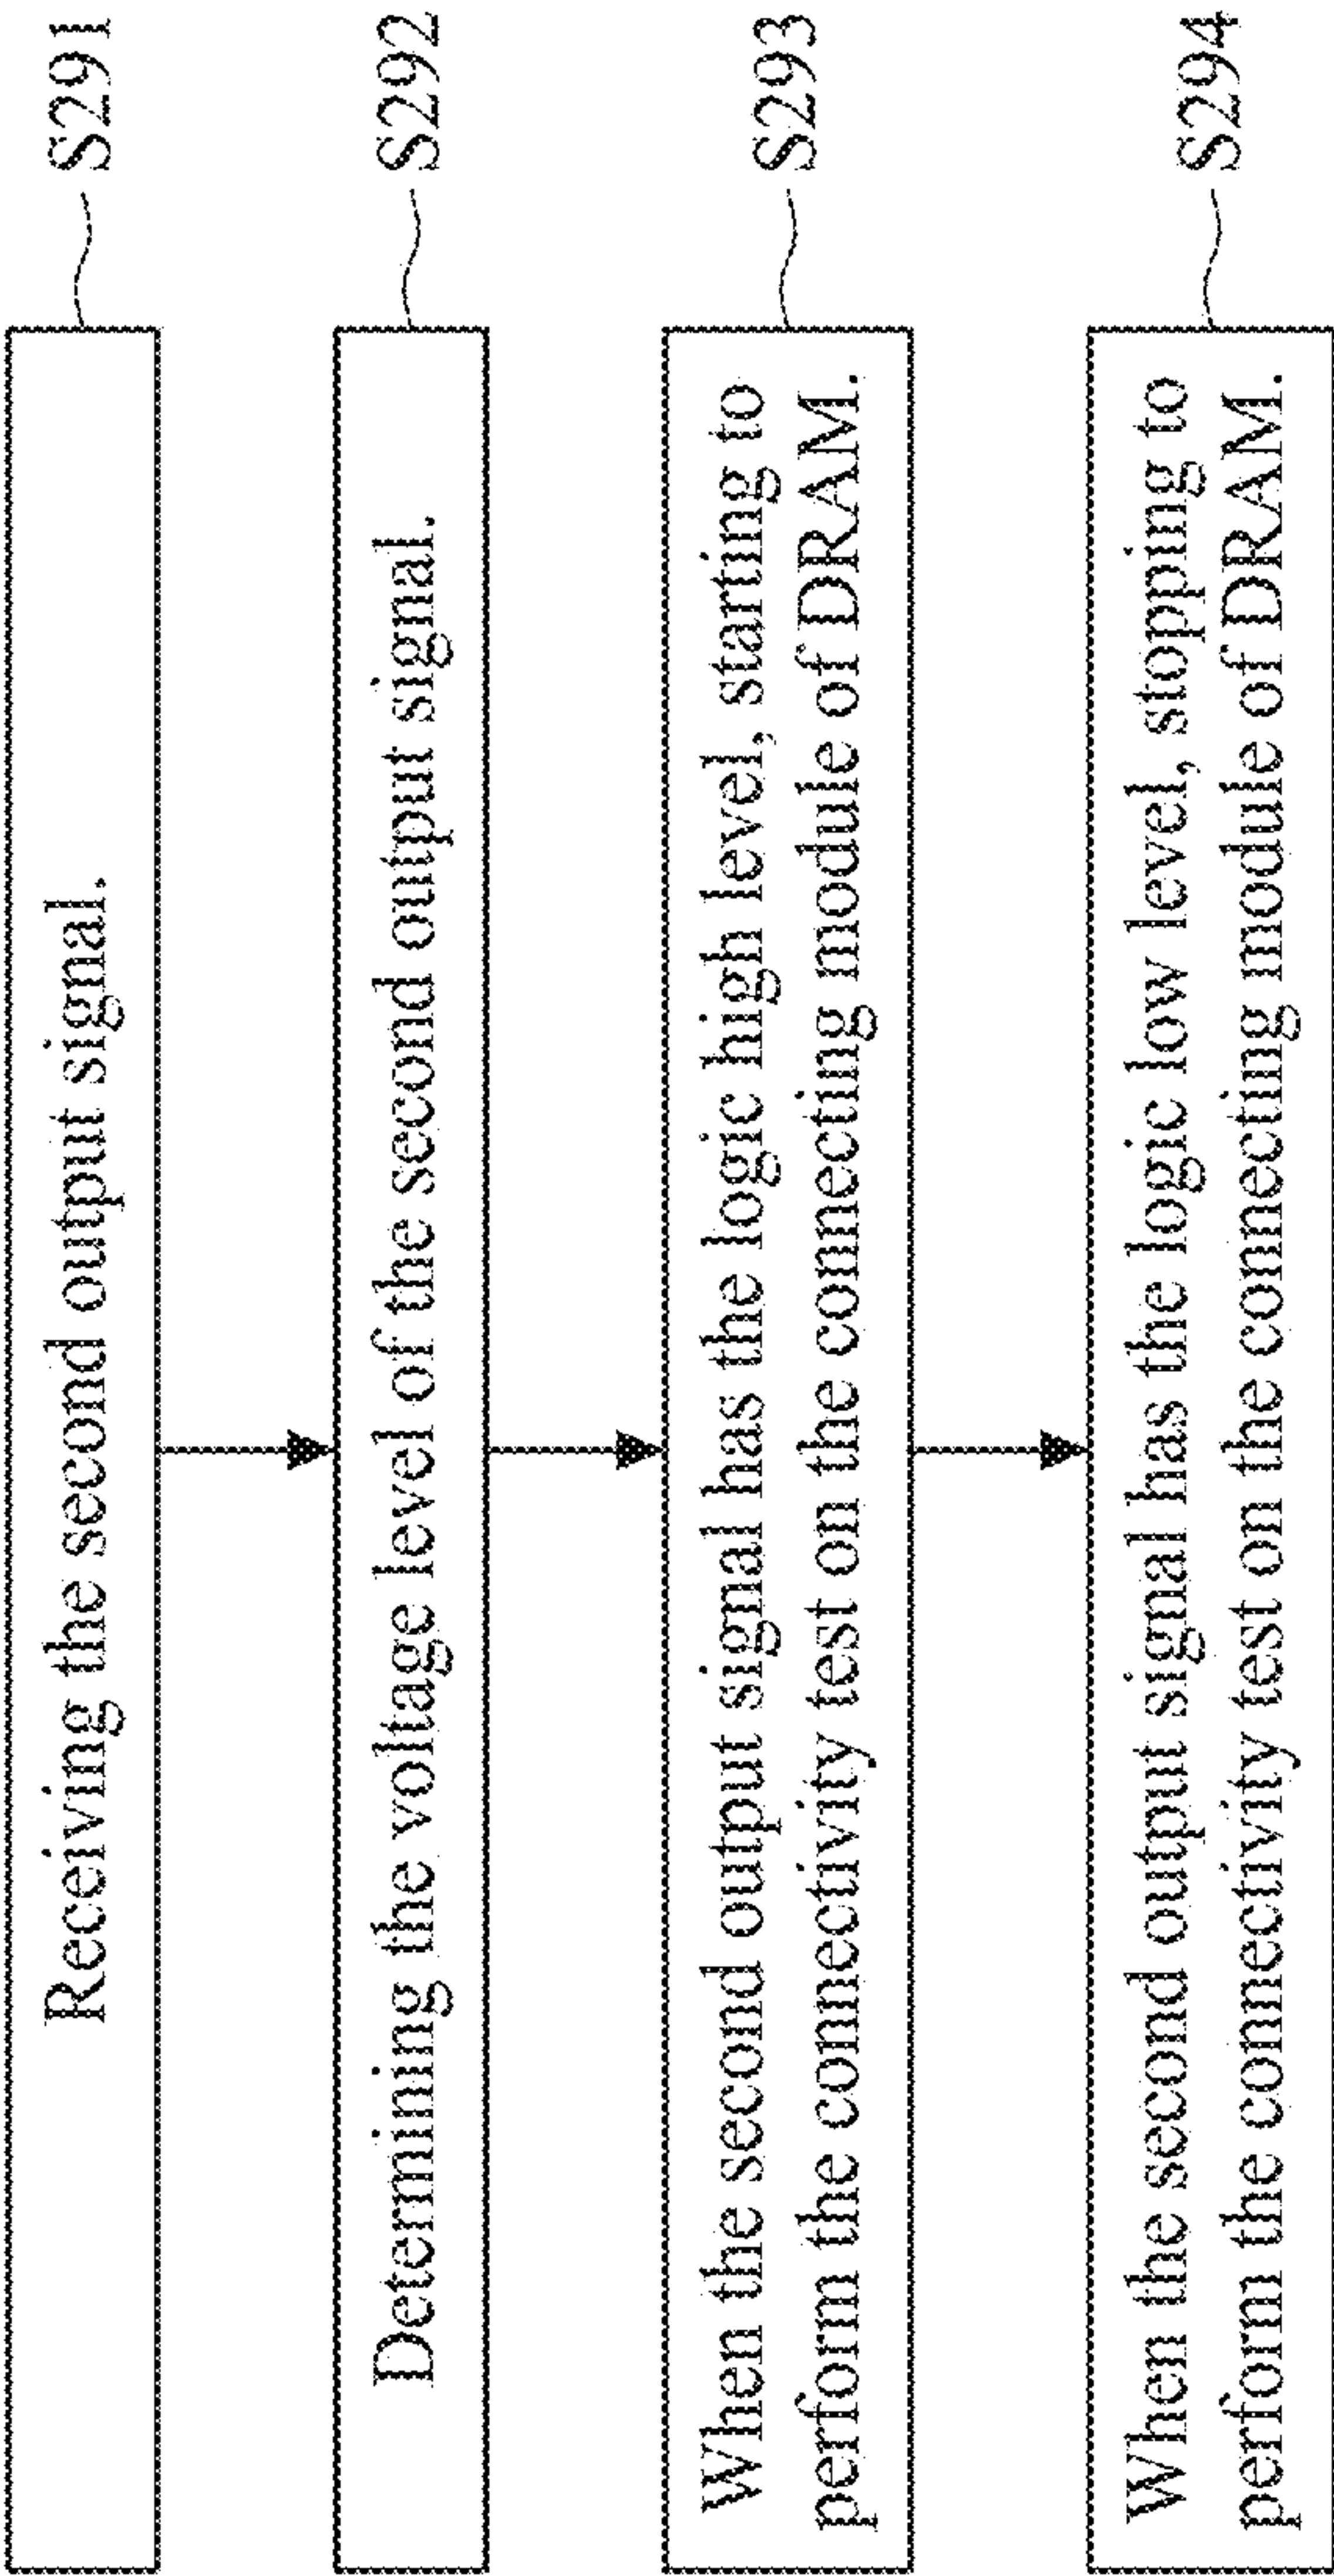 Receiving the second output signal.
S291
Determining the voltage level of the second output signal.
S292
When the second output signal has the logic high level, starting to
perform the connectivity test on the connecting module of DRAM.
S293
When the second output signal has the logic low level, stopping to
perform the connectivity test on the connecting module of DRAM.
S294